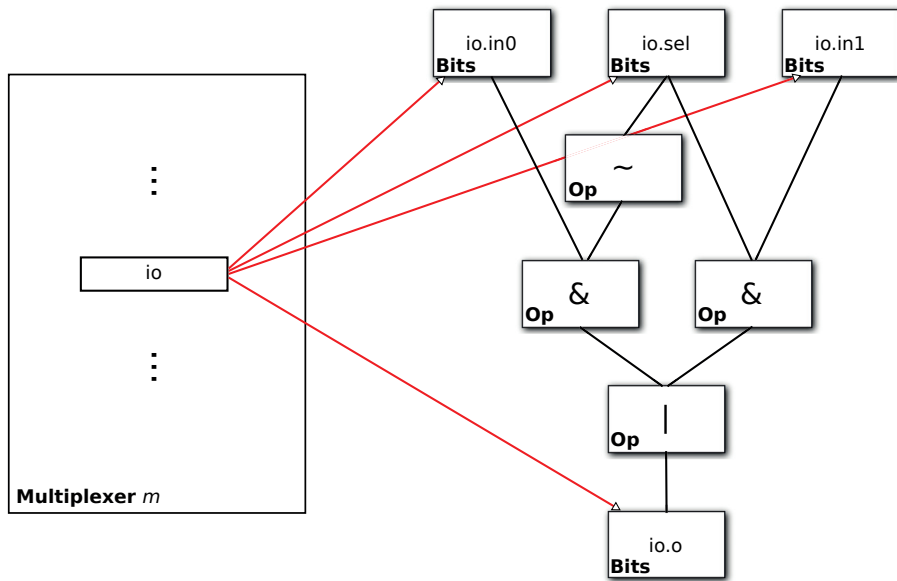 io.in0
Bits
io.sel
Bits
io.in1
Bits
~
Op
io
&
Op
&
Op
|
Op
Multiplexer m
io.o
Bits